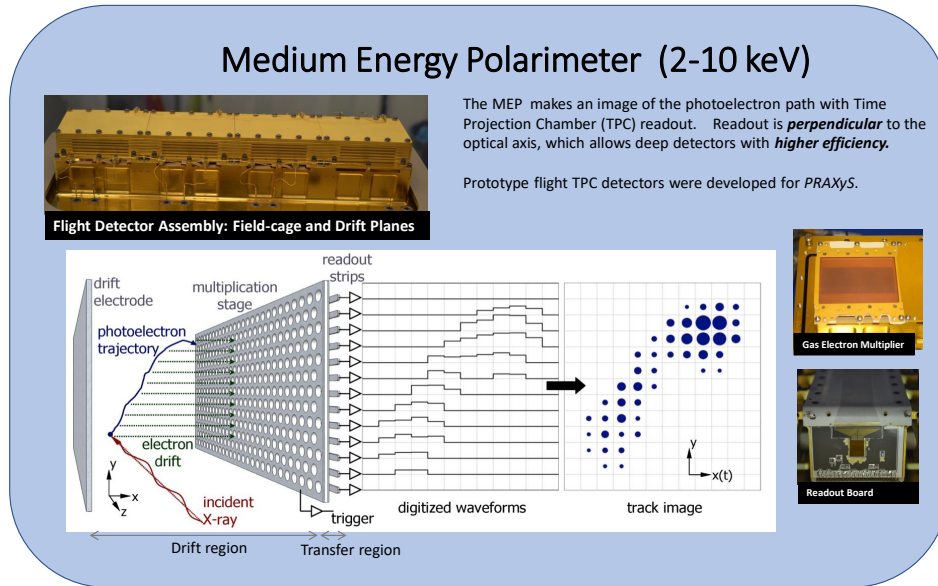 Medium Energy Polarimeter (2-10 keV)
The MEP makes an image of the photoelectron path with Time
Projection Chamber (TPC) readout. Readout is perpendicular to the
optical axis, which allows deep detectors with higher efficiency.
Prototype flight TPC detectors were developed for PRAXyS.
Flight Detector Assembly: Field-cage and Drift Planes
drift
electrode
multiplication
stage
readout
strips
photoelectron
trajectory
electron
drift
y
x
z
incident
X-ray
trigger
digitized waveforms
y
x(t)
track image
Drift region
Transfer region
Gas Electron Multiplier
Readout Board